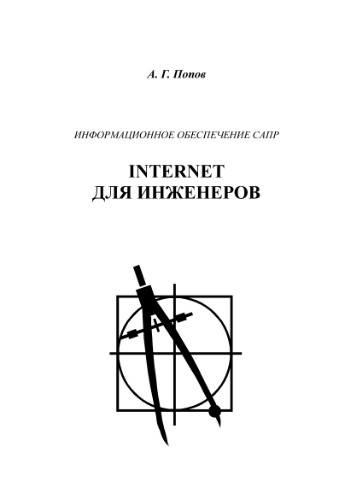 А. Г. Попов
ИНФОРМАЦИОННОЕ ОБЕСПЕЧЕНИЕ САПР
INTERNET
ДЛЯ ИНЖЕНЕРОВ